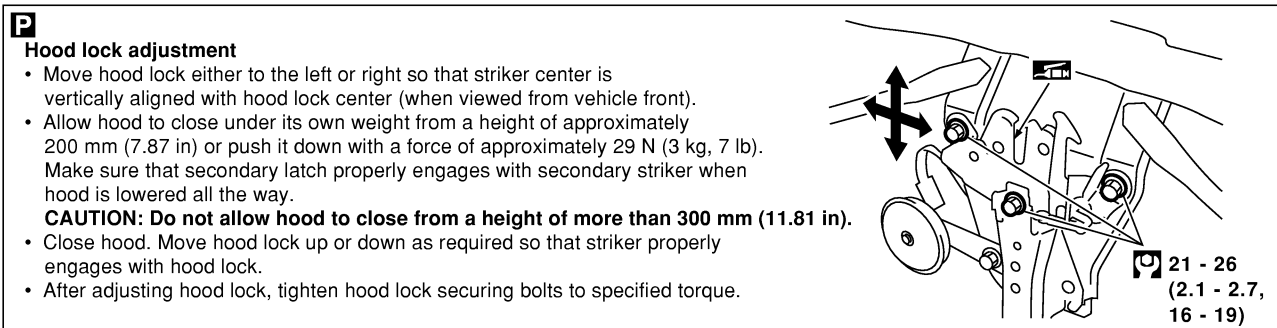 P
Hood lock adjustment
• Move hood lock either to the left or right so that striker center is
vertically aligned with hood lock center (when viewed from vehicle front).
• Allow hood to close under its own weight from a height of approximately
200 mm (7.87 in) or push it down with a force of approximately 29 N (3 kg, 7 lb).
Make sure that secondary latch properly engages with secondary striker when
hood is lowered all the way.
CAUTION: Do not allow hood to close from a height of more than 300 mm (11.81 in).
• Close hood. Move hood lock up or down as required so that striker properly
engages with hood lock.
• After adjusting hood lock, tighten hood lock securing bolts to specified torque.
21 - 26
(2.1 - 2.7,
16 - 19)